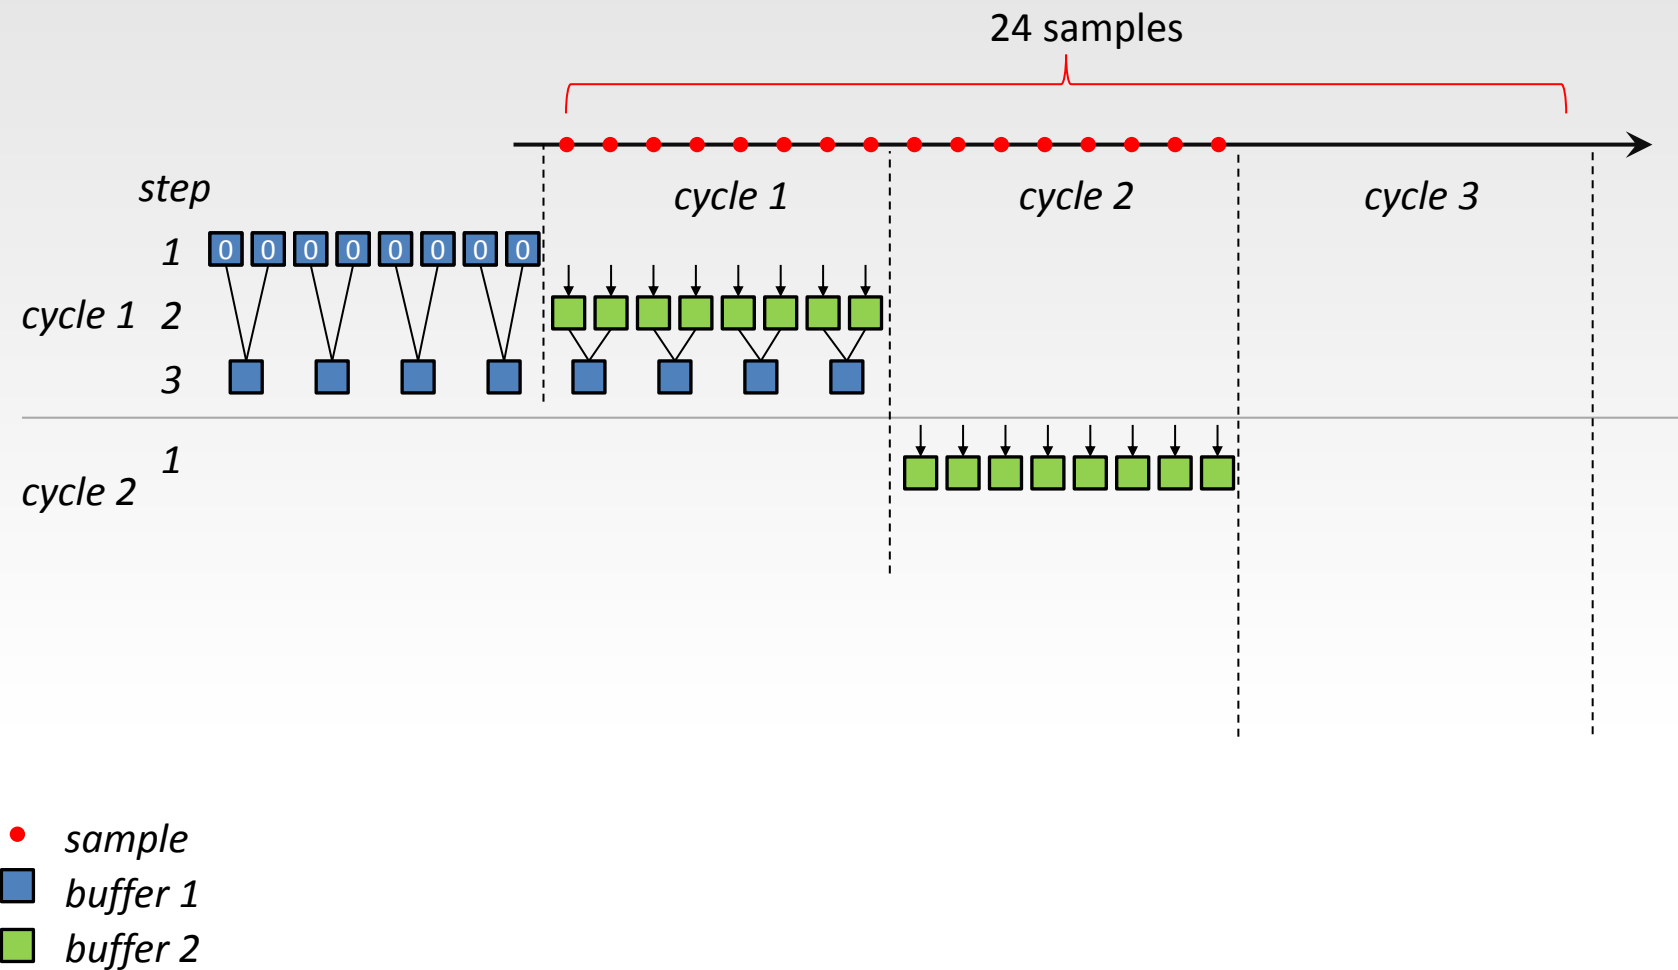 24 samples
step
cycle 1 cycle 2 cycle 3
1 0 0 0 0 0 0 0 0
cycle 1 2
3
1
cycle 2
sample
buffer 1
buffer 2